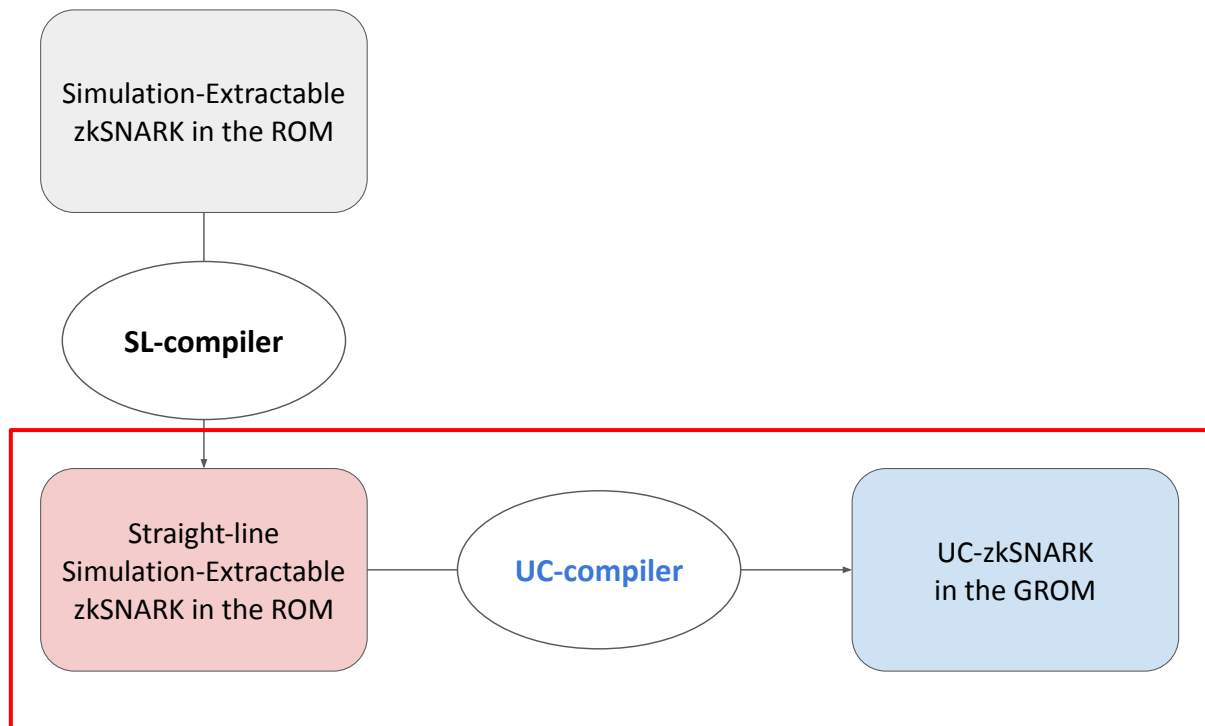 Simulation-Extractable
zkSNARK in the ROM
SL-compiler
Straight-line
Simulation-Extractable
zkSNARK in the ROM
UC-compiler
UC-zkSNARK
in the GROM